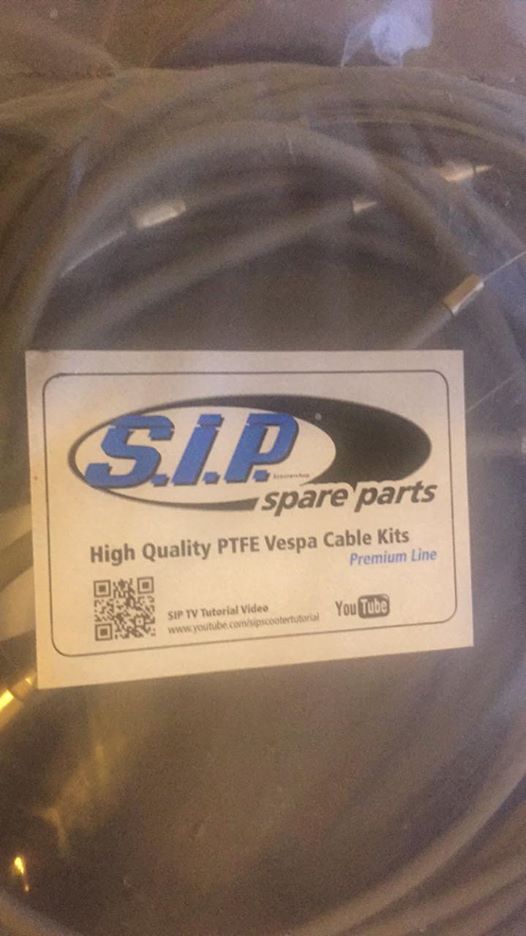 S.I.P.
Scootershop
spare parts
High Quality PTFE Vespa Cable Kits
Premium Line
SIP TV Tutorial Video
www.youtube.com/sipscootertutorial
YouTube